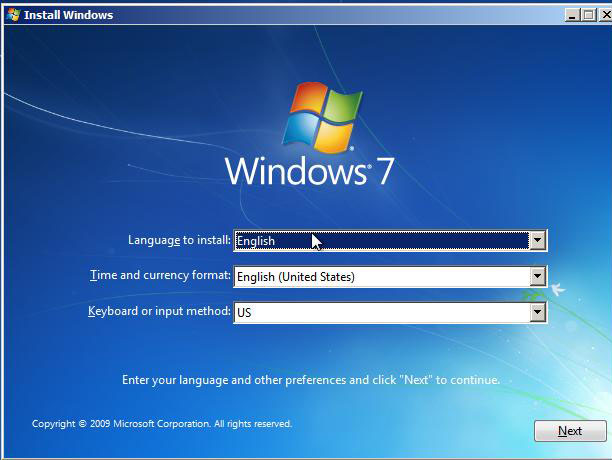 Install Windows
Windows® 7
Language to install: English
Time and currency format: English (United States)
Keyboard or input method: US
Enter your language and other preferences and click "Next" to continue.
Copyright © 2009 Microsoft Corporation. All rights reserved.
Next